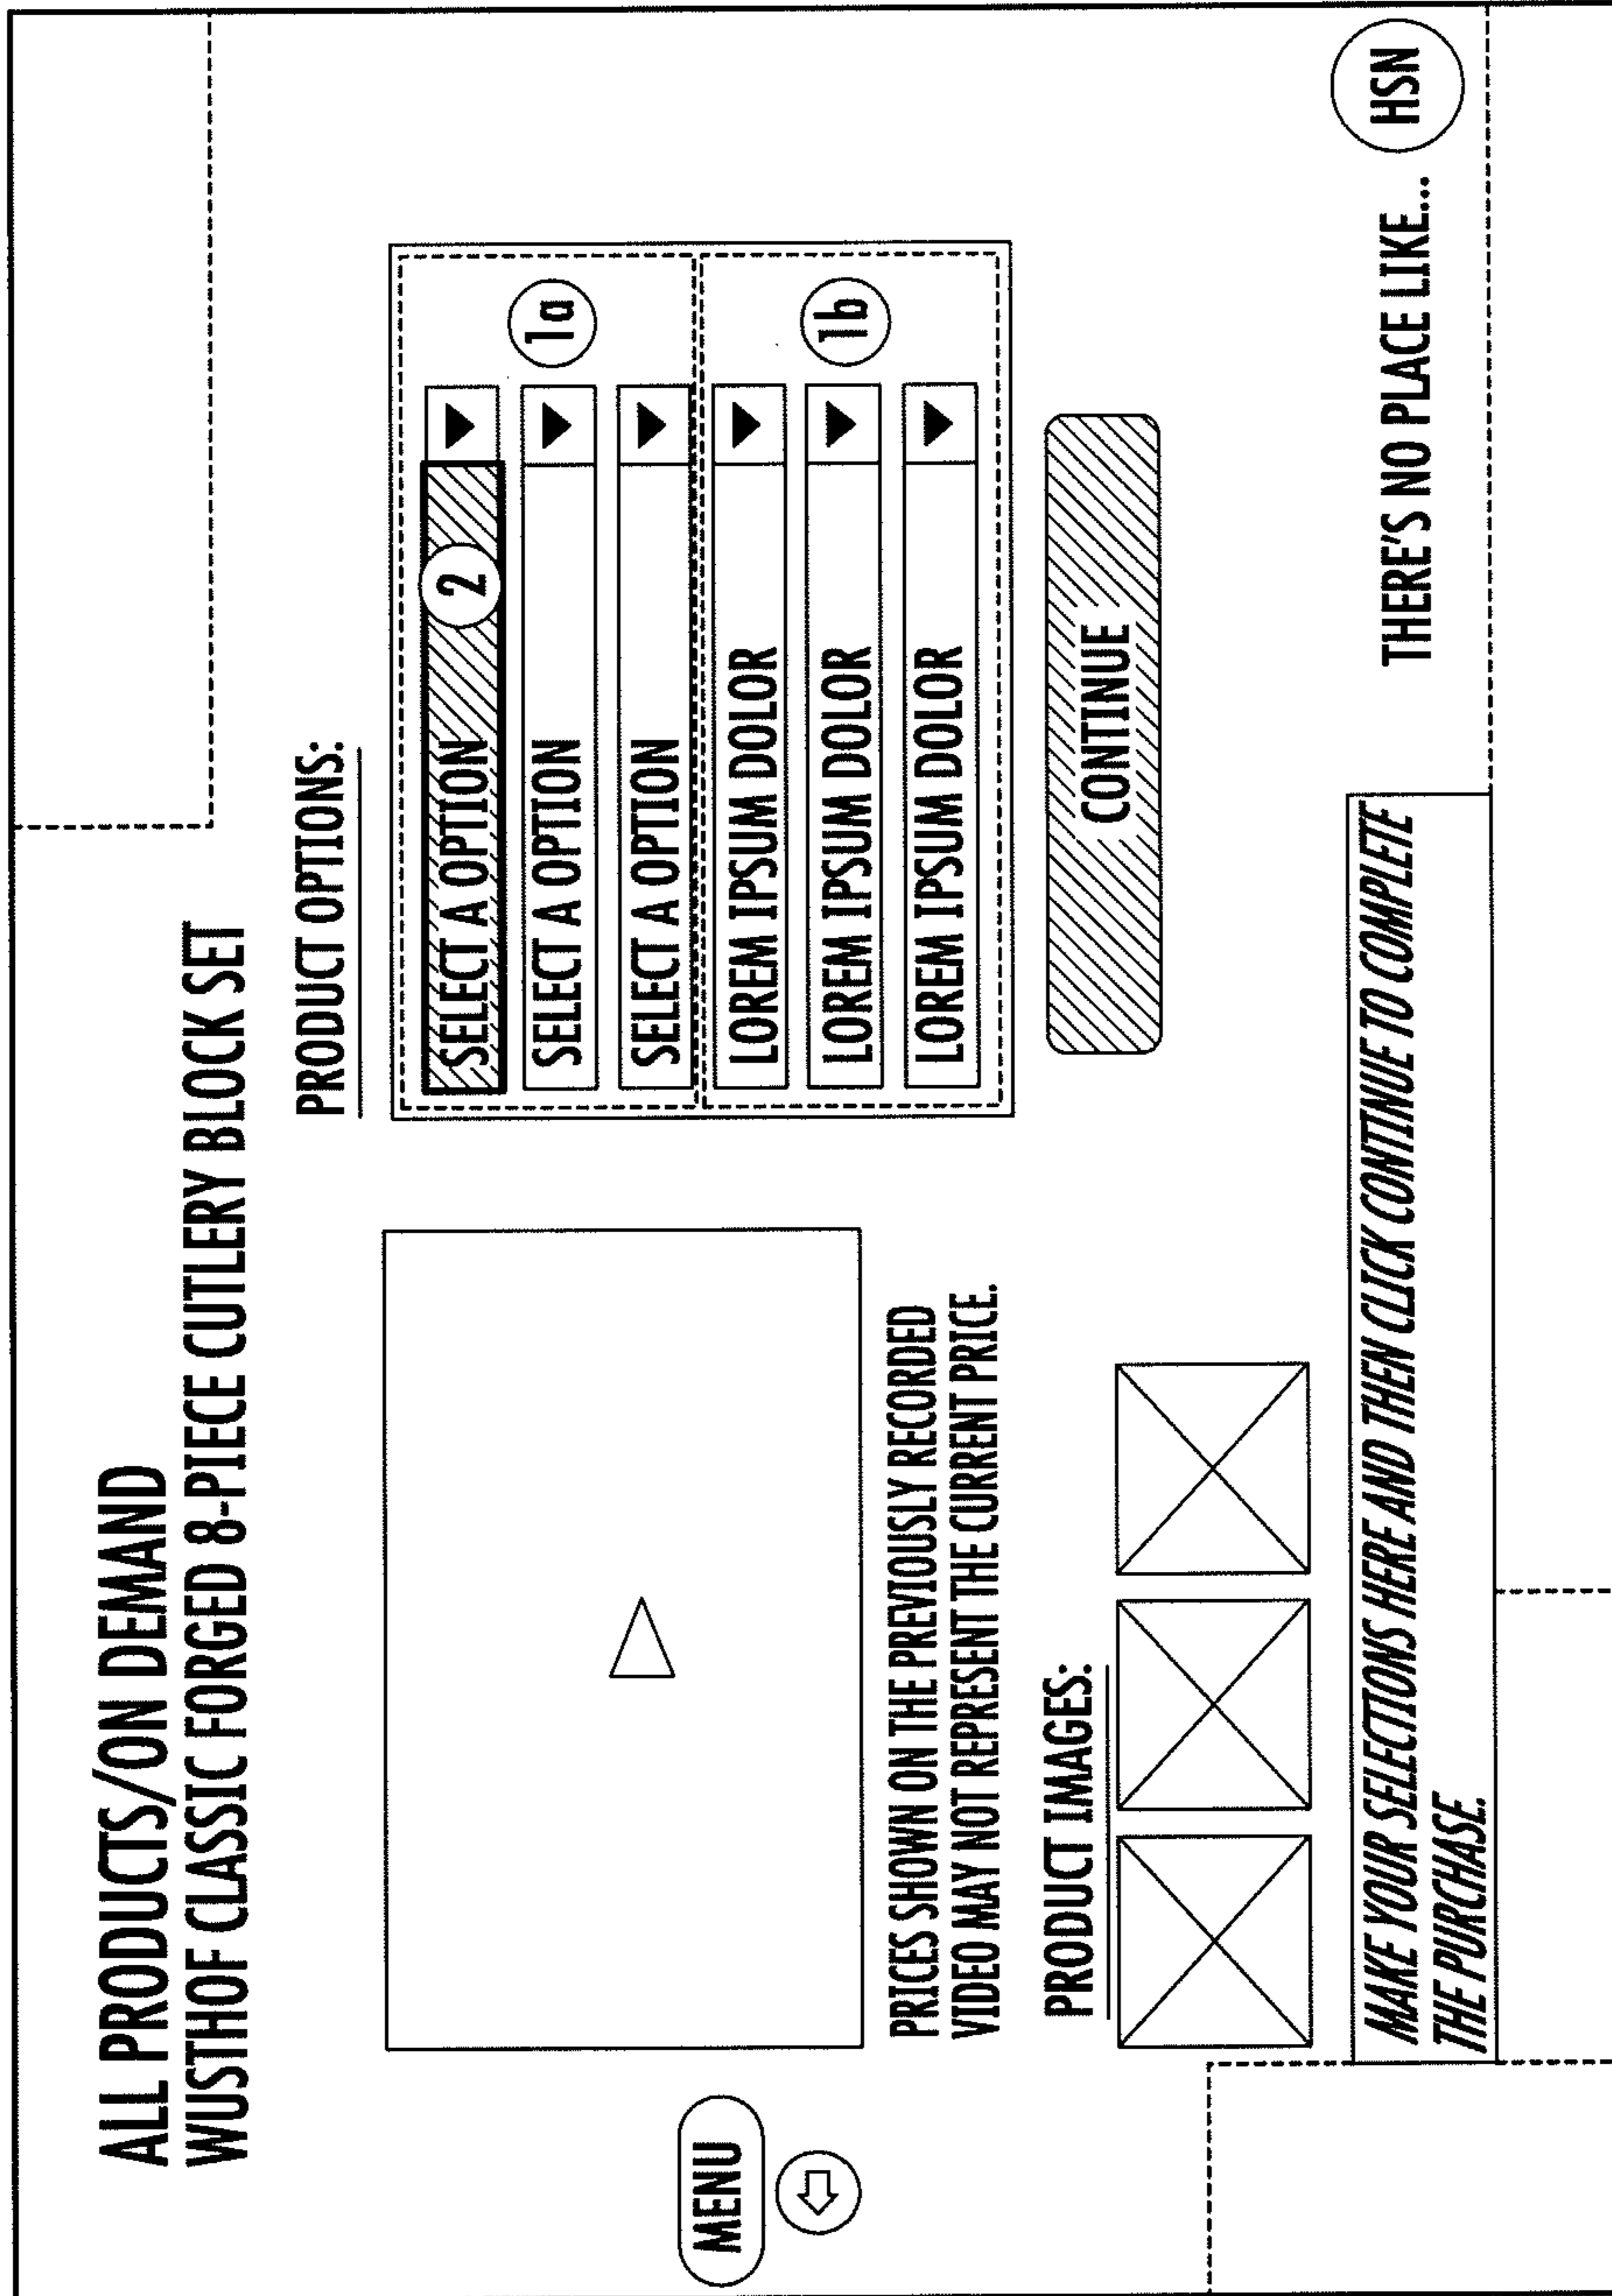 ALL PRODUCTS/ON DEMAND
WUSTHOF CLASSIC FORGED 8-PIECE CUTLERY BLOCK SET
MENU
PRICES SHOWN ON THE PREVIOUSLY RECORDED
VIDEO MAY NOT REPRESENT THE CURRENT PRICE.
PRODUCT IMAGES:
PRODUCT OPTIONS:
SELECT A OPTION 2
SELECT A OPTION
SELECT A OPTION
1a
LOREM IPSUM DOLOR
LOREM IPSUM DOLOR
LOREM IPSUM DOLOR
1b
CONTINUE
MAKE YOUR SELECTIONS HERE AND THEN CLICK CONTINUE TO COMPLETE
THE PURCHASE.
THERE'S NO PLACE LIKE... HSN